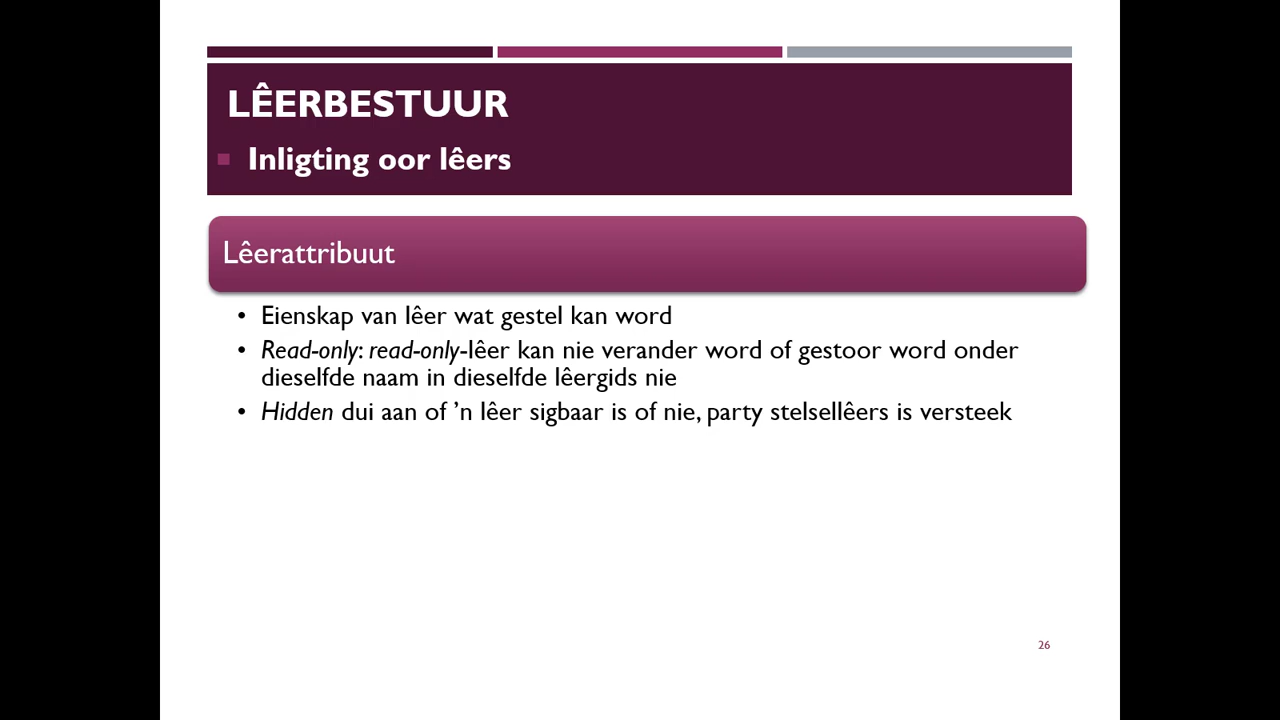 LÊERBESTUUR
Inligting oor lêers
Lêerattribuut
• Eienskap van lêer wat gestel kan word
• Read-only: read-only-lêer kan nie verander word of gestoor word onder
dieselfde naam in dieselfde lêergids nie
• Hidden dui aan of ’n lêer sigbaar is of nie, party stelsellêers is versteek
26